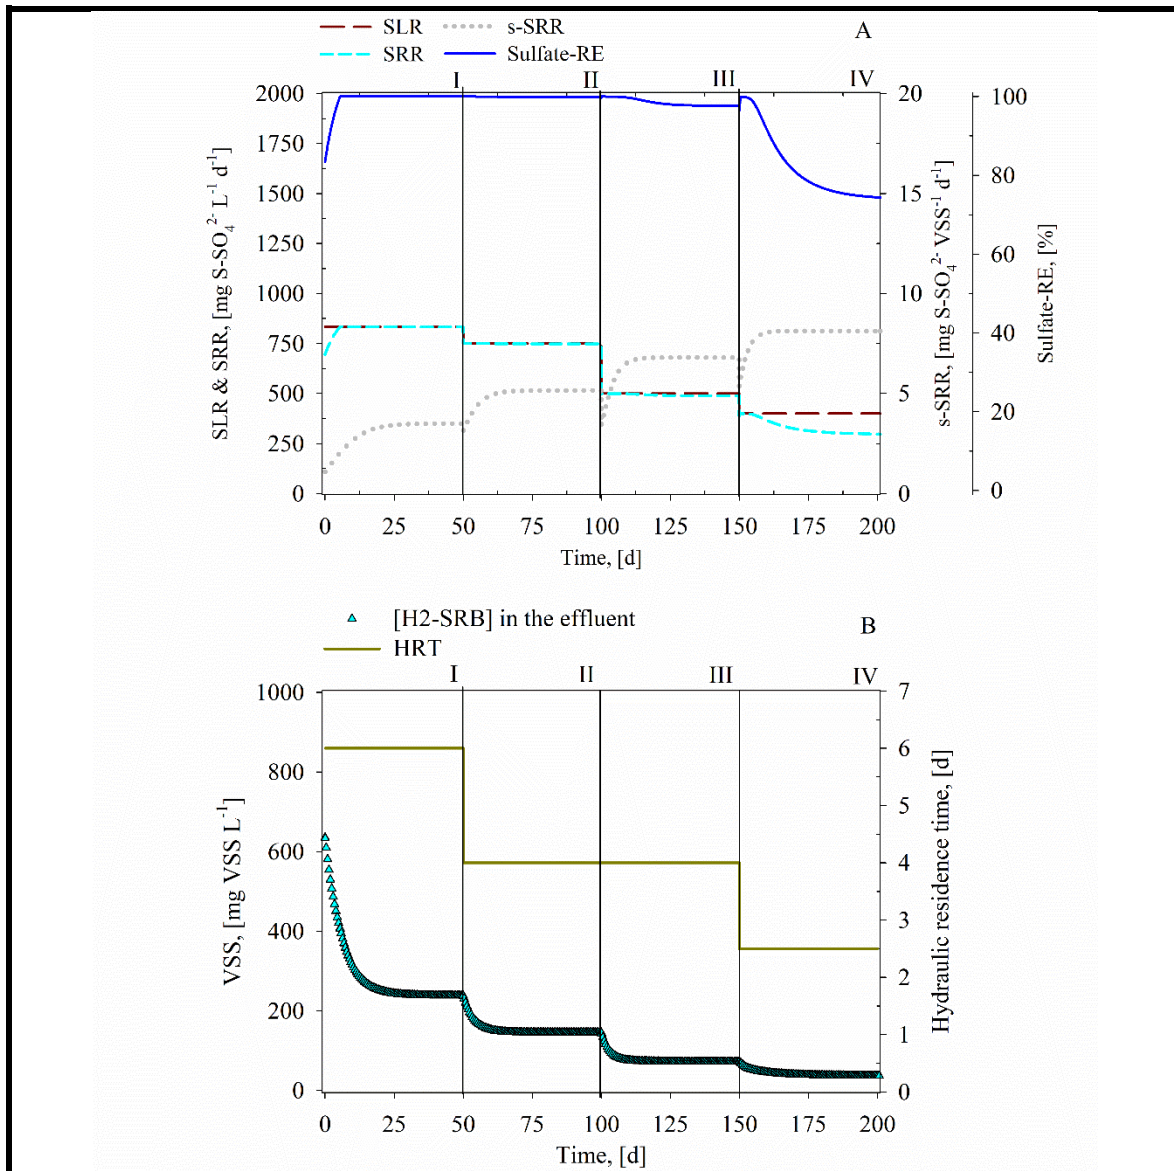 SLR s-SRR A
SRR Sulfate-RE
I II III IV
2000 20 100
1750
80
1500 15
1250
60
1000 10
750 40
500 5
20
250
0 0 0
SLR & SRR, [mg S-SO₄²⁻ L⁻¹ d⁻¹]
s-SRR, [mg S-SO₄²⁻ VSS⁻¹ d⁻¹]
Sulfate-RE, [%]
0 25 50 75 100 125 150 175 200
Time, [d]
[H2-SRB] in the effluent B
HRT
I II III IV
1000 7
6
800
5
600 4
400 3
2
200
1
0 0
VSS, [mg VSS L⁻¹]
Hydraulic residence time, [d]
0 25 50 75 100 125 150 175 200
Time, [d]